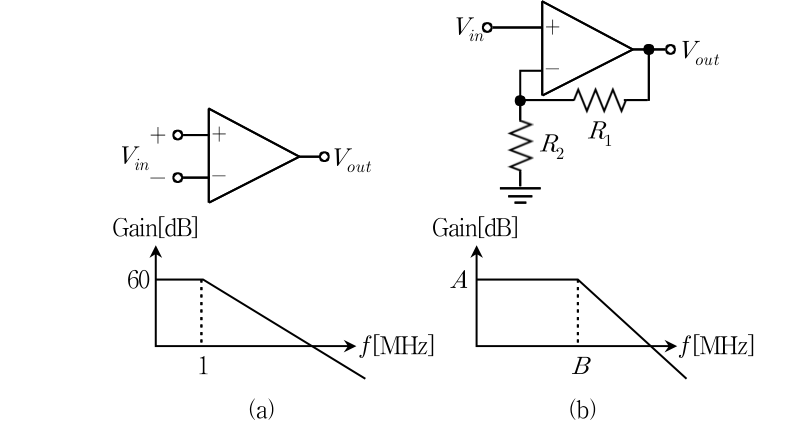 V_in + − V_out
+
−
Gain[dB]
60
1
f[MHz]
(a)
V_in + − V_out
R_1
R_2
Gain[dB]
A
B
f[MHz]
(b)